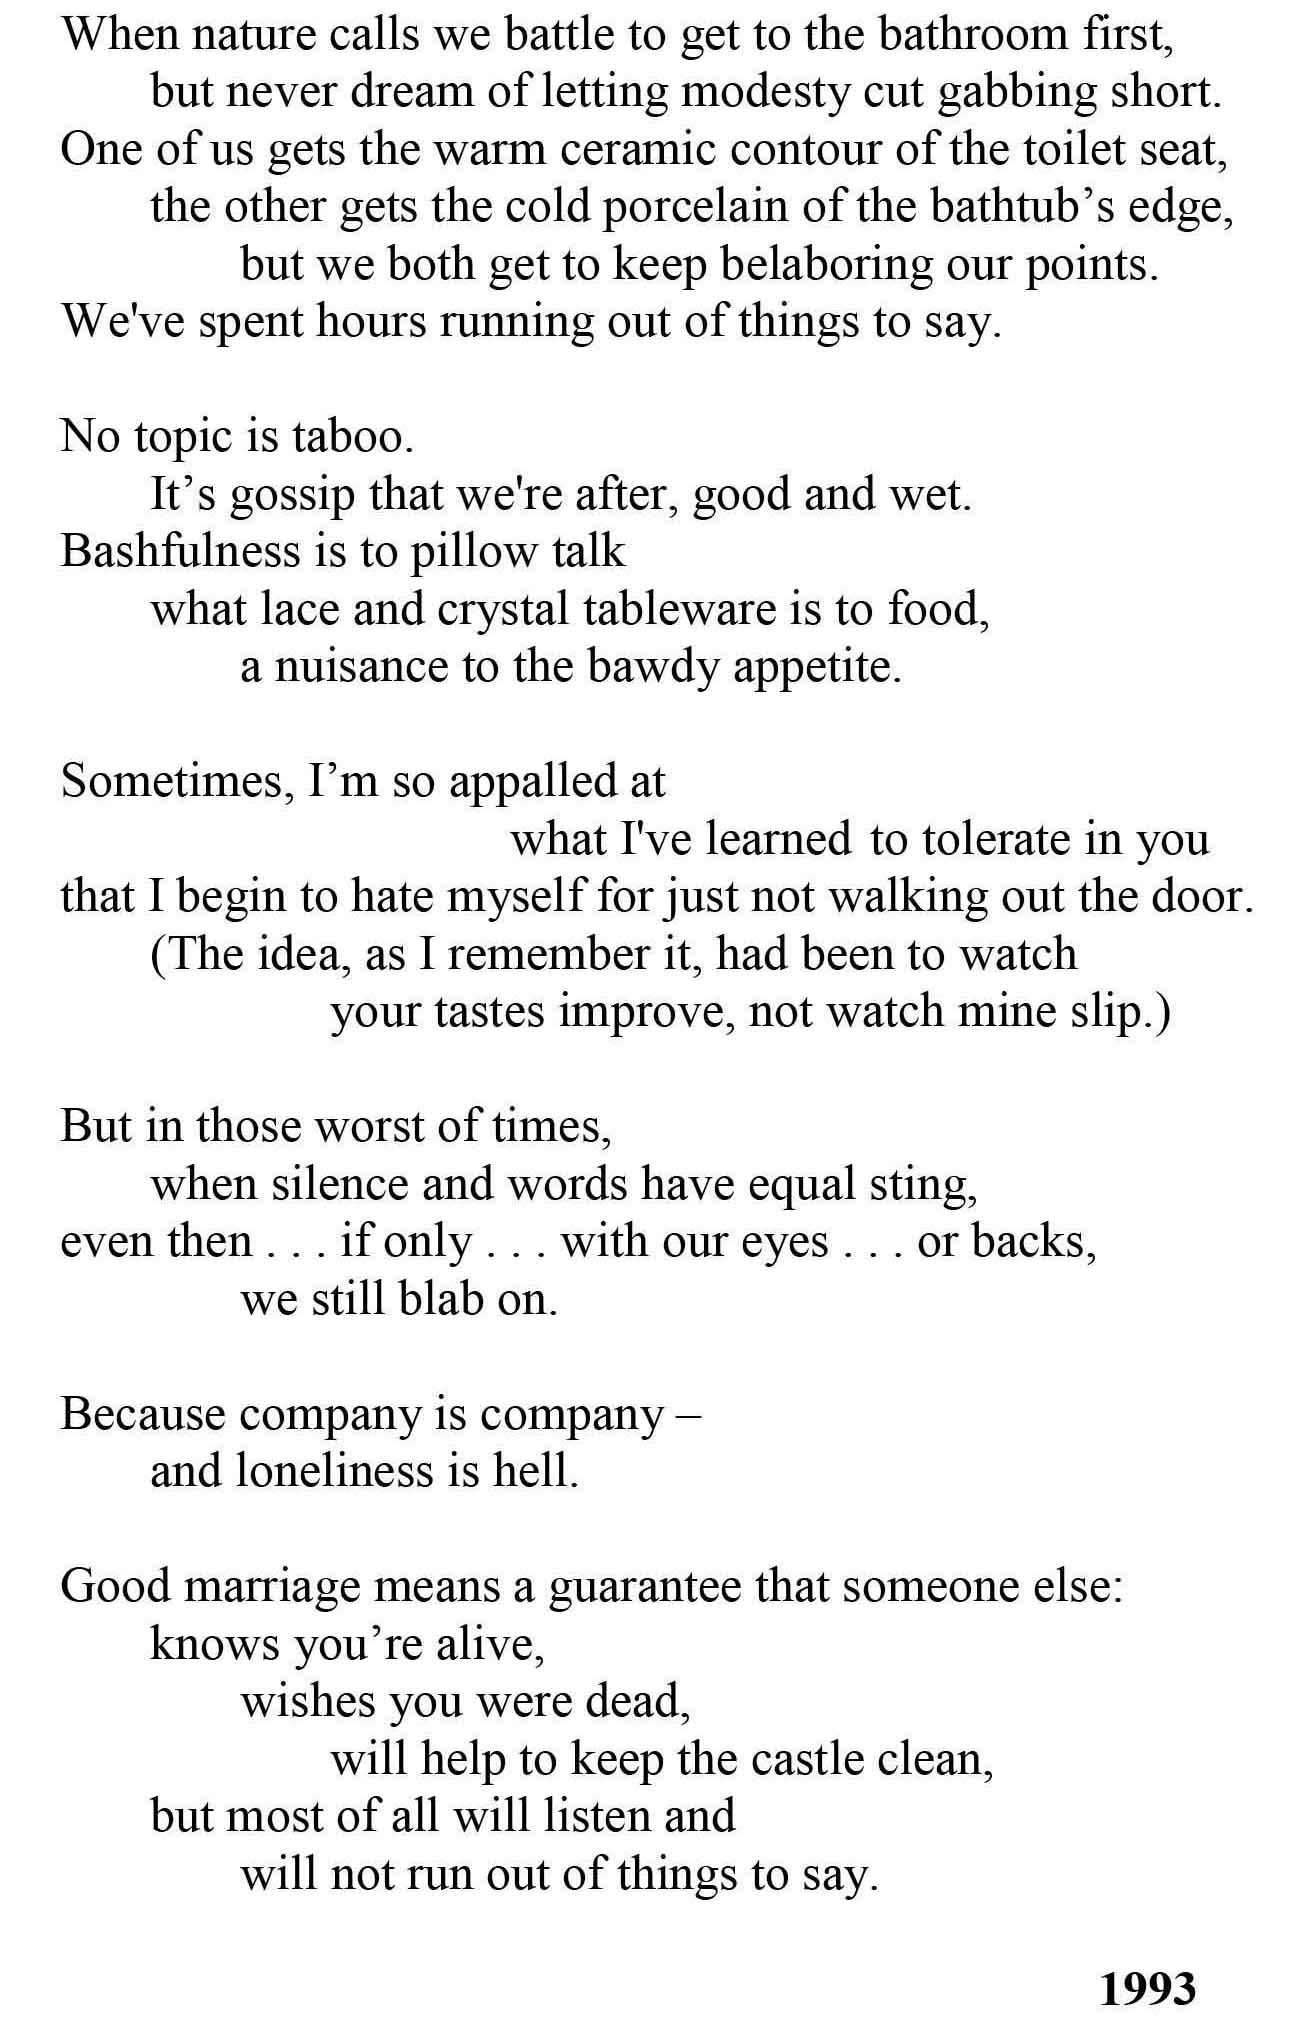 When nature calls we battle to get to the bathroom first,
but never dream of letting modesty cut gabbing short.
One of us gets the warm ceramic contour of the toilet seat,
the other gets the cold porcelain of the bathtub’s edge,
but we both get to keep belaboring our points.
We've spent hours running out of things to say.
No topic is taboo.
It’s gossip that we're after, good and wet.
Bashfulness is to pillow talk
what lace and crystal tableware is to food,
a nuisance to the bawdy appetite.
Sometimes, I’m so appalled at
what I've learned to tolerate in you
that I begin to hate myself for just not walking out the door.
(The idea, as I remember it, had been to watch
your tastes improve, not watch mine slip.)
But in those worst of times,
when silence and words have equal sting,
even then . . . if only . . . with our eyes . . . or backs,
we still blab on.
Because company is company –
and loneliness is hell.
Good marriage means a guarantee that someone else:
knows you’re alive,
wishes you were dead,
will help to keep the castle clean,
but most of all will listen and
will not run out of things to say.
1993